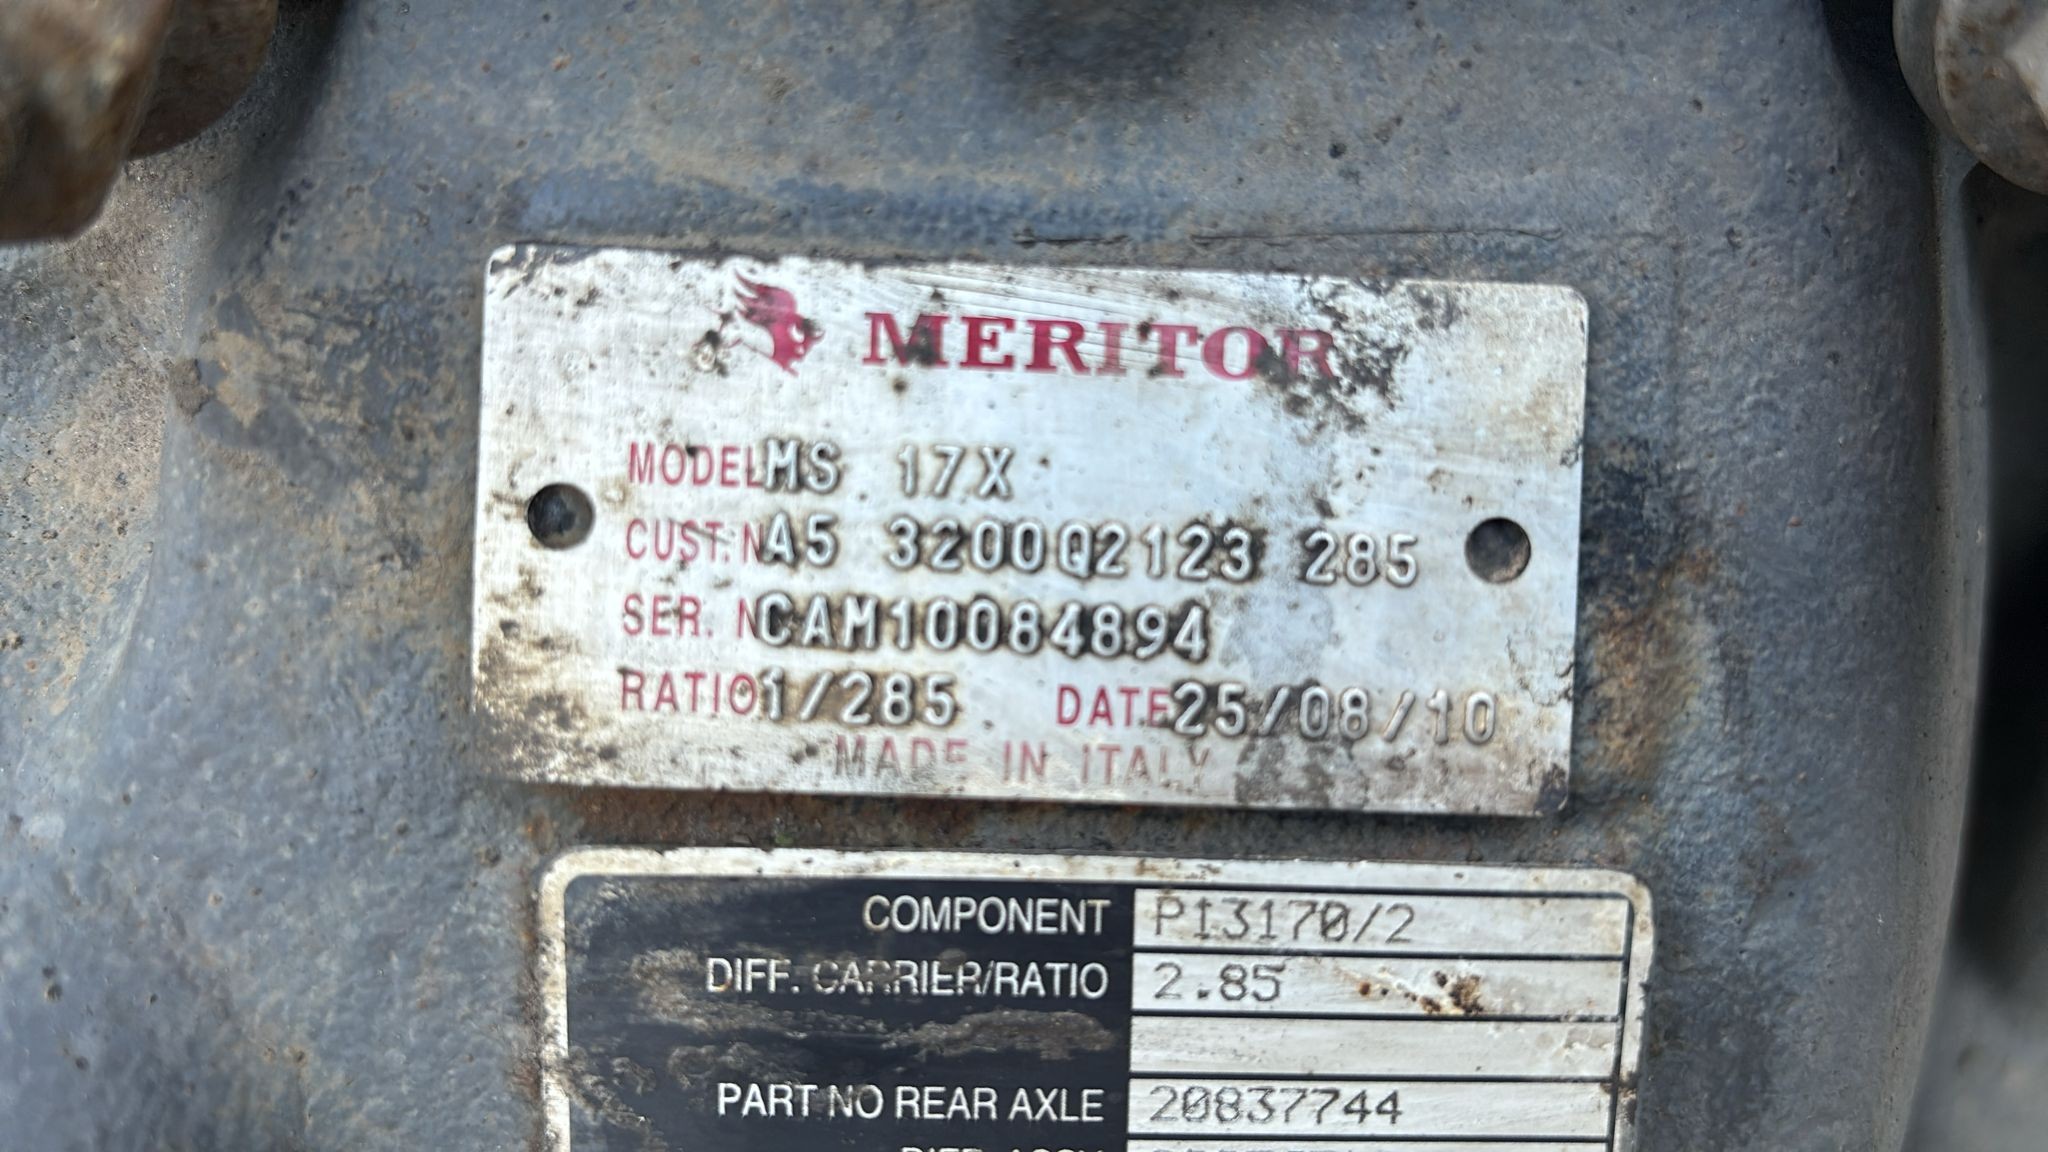 MERITOR
MODEL MS 17X
CUST. N A5 3200Q2123 285
SER. N CAM10084894
RATIO 1/285 DATE 25/08/10
MADE IN ITALY
COMPONENT P13170/2
DIFF. CARRIER/RATIO 2.85
PART NO REAR AXLE 20837744